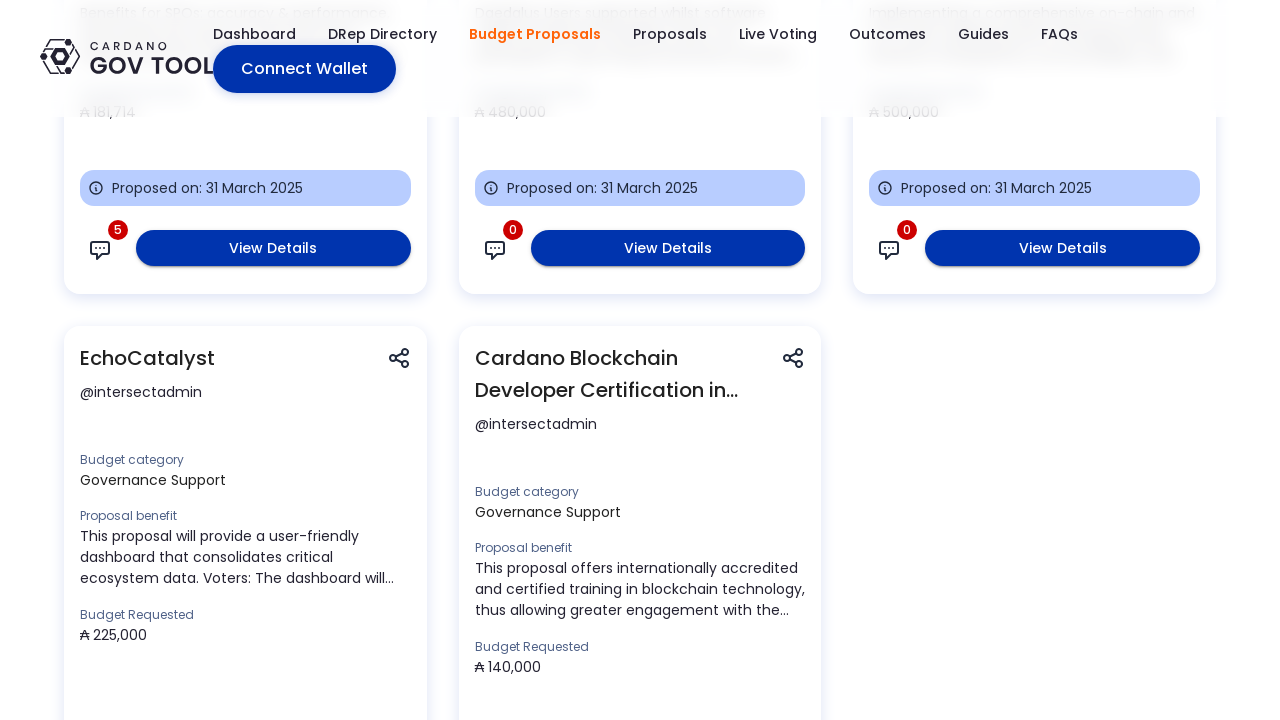 CARDANO
GOV TOOL
Dashboard
DRep Directory
Budget Proposals
Proposals
Live Voting
Outcomes
Guides
FAQs
Connect Wallet
₳ 181,714
₳ 480,000
₳ 500,000
Proposed on: 31 March 2025
Proposed on: 31 March 2025
Proposed on: 31 March 2025
5
View Details
0
View Details
0
View Details
EchoCatalyst
@intersectadmin
Budget category
Governance Support
Proposal benefit
This proposal will provide a user-friendly
dashboard that consolidates critical
ecosystem data. Voters: The dashboard will...
Budget Requested
₳ 225,000
Cardano Blockchain
Developer Certification in...
@intersectadmin
Budget category
Governance Support
Proposal benefit
This proposal offers internationally accredited
and certified training in blockchain technology,
thus allowing greater engagement with the...
Budget Requested
₳ 140,000